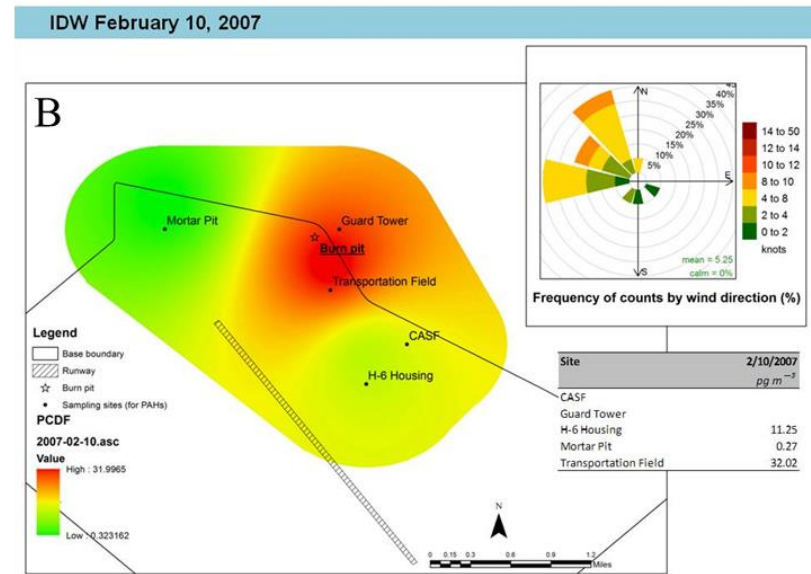 IDW February 10, 2007
B
Mortar Pit
Guard Tower
Burn pit
Transportation Field
CASF
H-6 Housing
Legend
Base boundary
Runway
Burn pit
Sampling sites (for PAHs)
PCDF
2007-02-10.asc
Value
High : 31.9965
Low : 0.323162
N
0 0.15 0.3 0.6 0.9 1.2
Miles
N
E
S
5%
10%
15%
20%
25%
30%
35%
40%
14 to 50
12 to 14
10 to 12
8 to 10
4 to 8
2 to 4
0 to 2
knots
mean = 5.25
calm = 0%
Frequency of counts by wind direction (%)
Site 2/10/2007
pg m⁻³
CASF
Guard Tower
H-6 Housing 11.25
Mortar Pit 0.27
Transportation Field 32.02